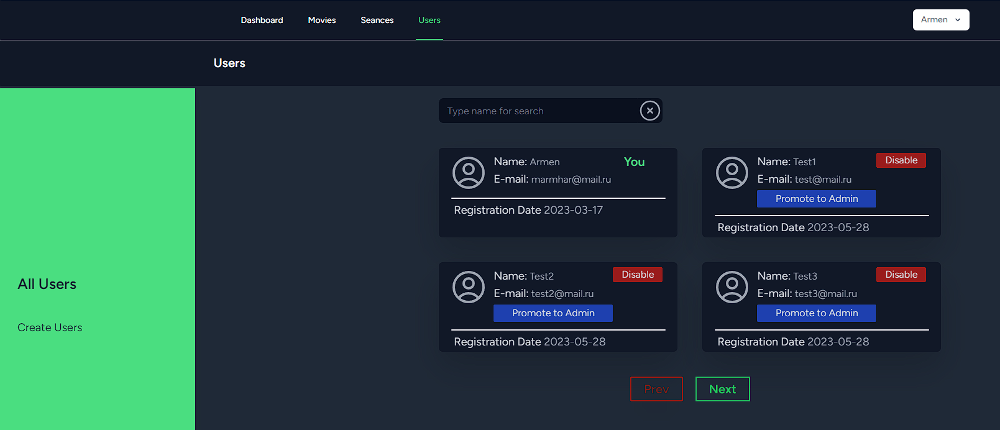 Dashboard Movies Seances Users Armen
Users
Type name for search
Name: Armen You
E-mail: marmhar@mail.ru
Registration Date 2023-03-17
Name: Test1 Disable
E-mail: test@mail.ru
Promote to Admin
Registration Date 2023-05-28
Name: Test2 Disable
E-mail: test2@mail.ru
Promote to Admin
Registration Date 2023-05-28
Name: Test3 Disable
E-mail: test3@mail.ru
Promote to Admin
Registration Date 2023-05-28
All Users
Create Users
Prev Next